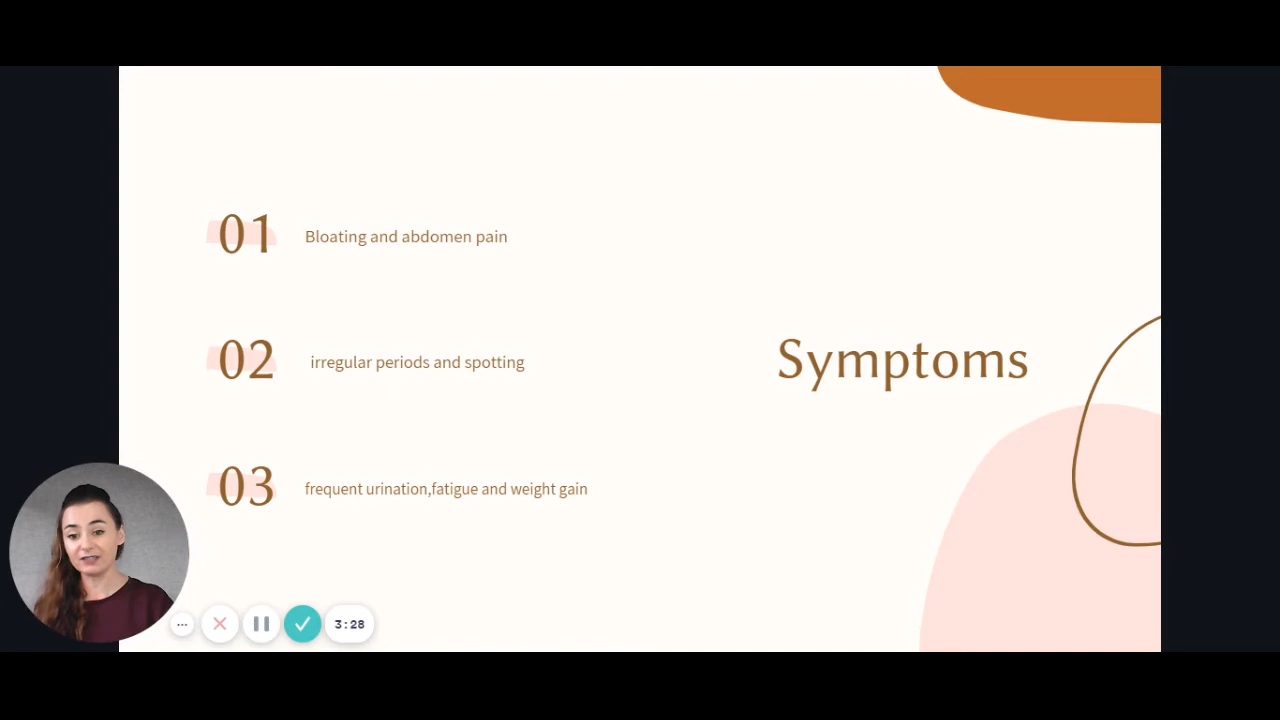 01
Bloating and abdomen pain
02
irregular periods and spotting
Symptoms
03
frequent urination,fatigue and weight gain
3:28